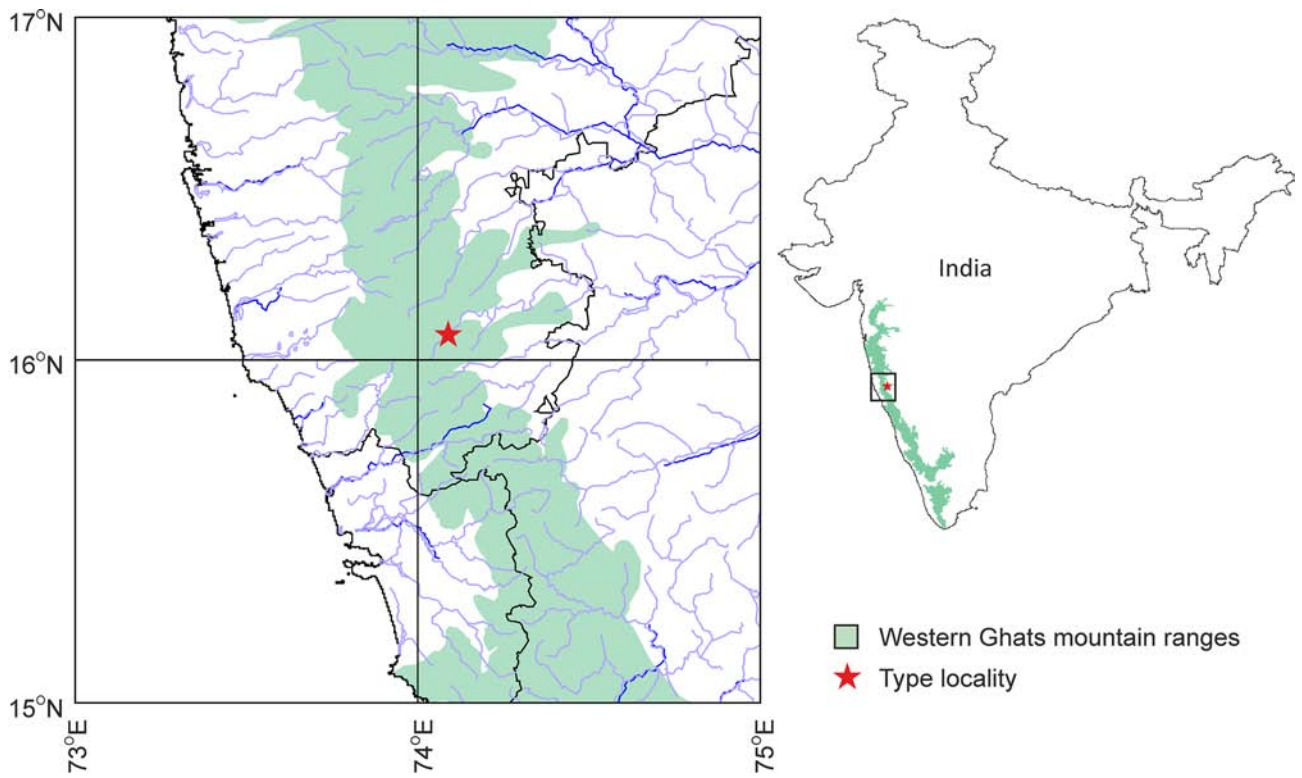 17°N
16°N
15°N
73°E
74°E
75°E
India
Western Ghats mountain ranges
Type locality